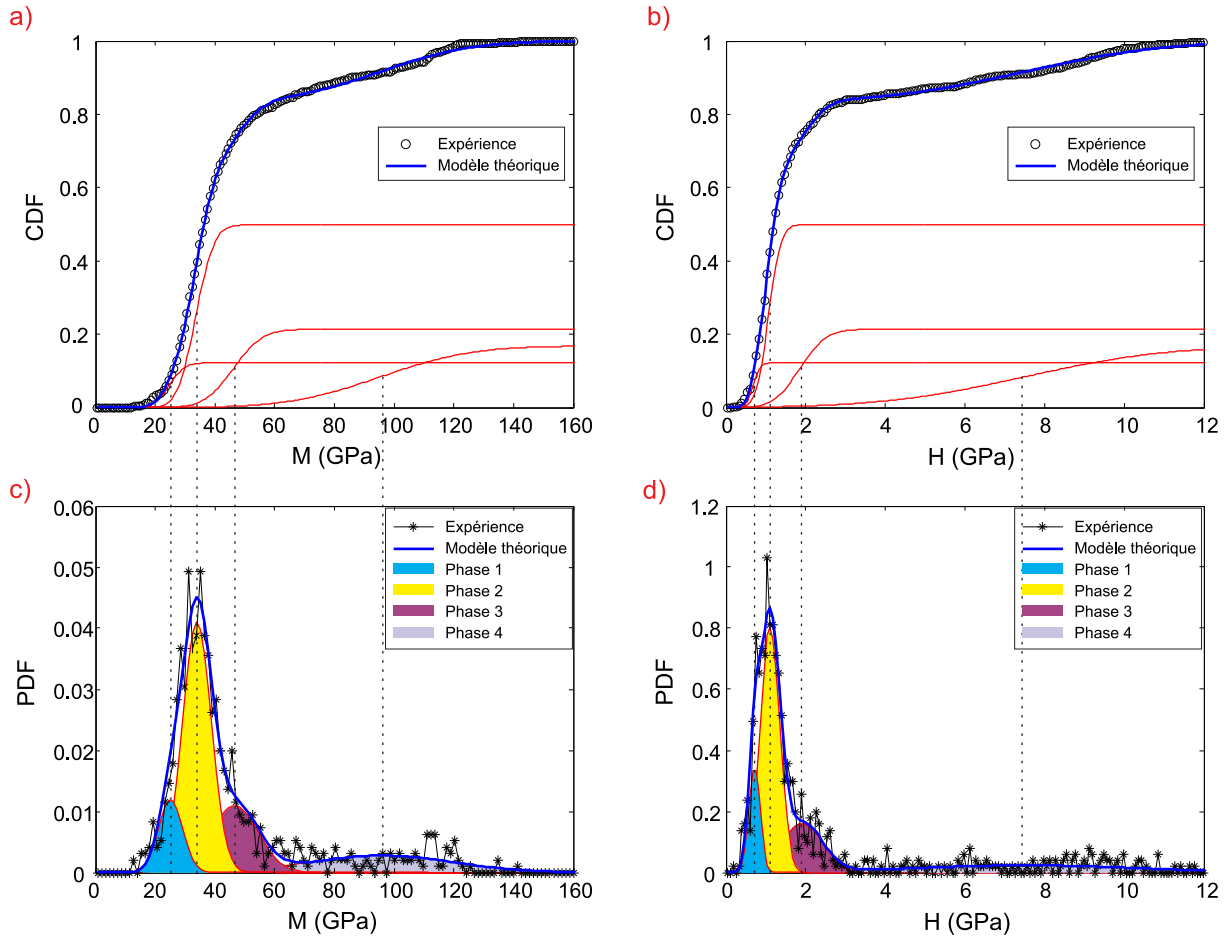 a)
CDF
1
0.8
0.6
0.4
0.2
0
0 20 40 60 80 100 120 140 160
M (GPa)
Expérience
Modèle théorique
b)
CDF
1
0.8
0.6
0.4
0.2
0
0 2 4 6 8 10 12
H (GPa)
Expérience
Modèle théorique
c)
PDF
0.06
0.05
0.04
0.03
0.02
0.01
0
0 20 40 60 80 100 120 140 160
M (GPa)
Expérience
Modèle théorique
Phase 1
Phase 2
Phase 3
Phase 4
d)
PDF
1.2
1
0.8
0.6
0.4
0.2
0
0 2 4 6 8 10 12
H (GPa)
Expérience
Modèle théorique
Phase 1
Phase 2
Phase 3
Phase 4